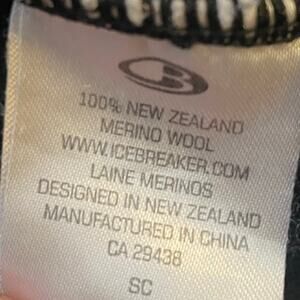 100% NEW ZEALAND
MERINO WOOL
WWW.ICEBREAKER.COM
LAINE MERINOS
DESIGNED IN NEW ZEALAND
MANUFACTURED IN CHINA
CA 29438
SC